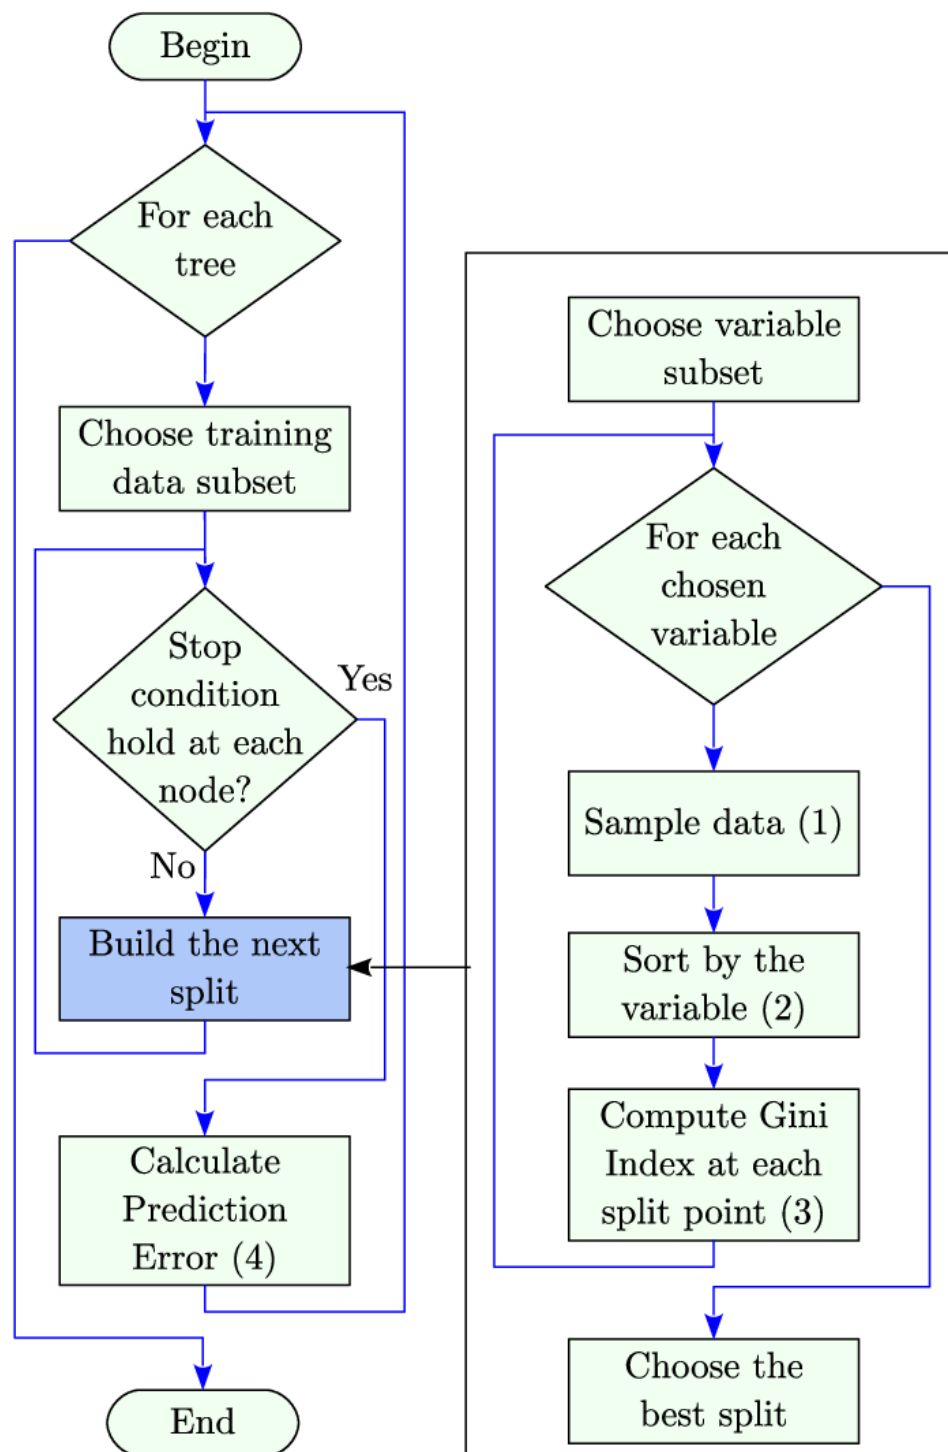 Begin
For each
tree
Choose training
data subset
Stop
condition
hold at each
node?
Yes
No
Build the next
split
Calculate
Prediction
Error (4)
End
Choose variable
subset
For each
chosen
variable
Sample data (1)
Sort by the
variable (2)
Compute Gini
Index at each
split point (3)
Choose the
best split